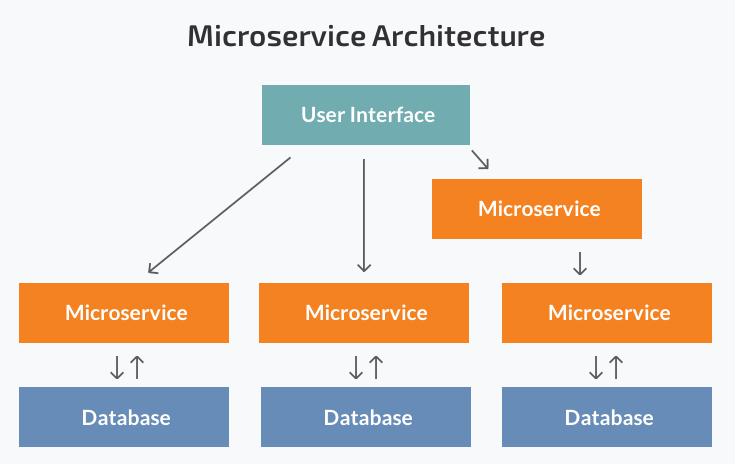 Microservice Architecture
User Interface
Microservice
Microservice
Microservice
Microservice
Database
Database
Database